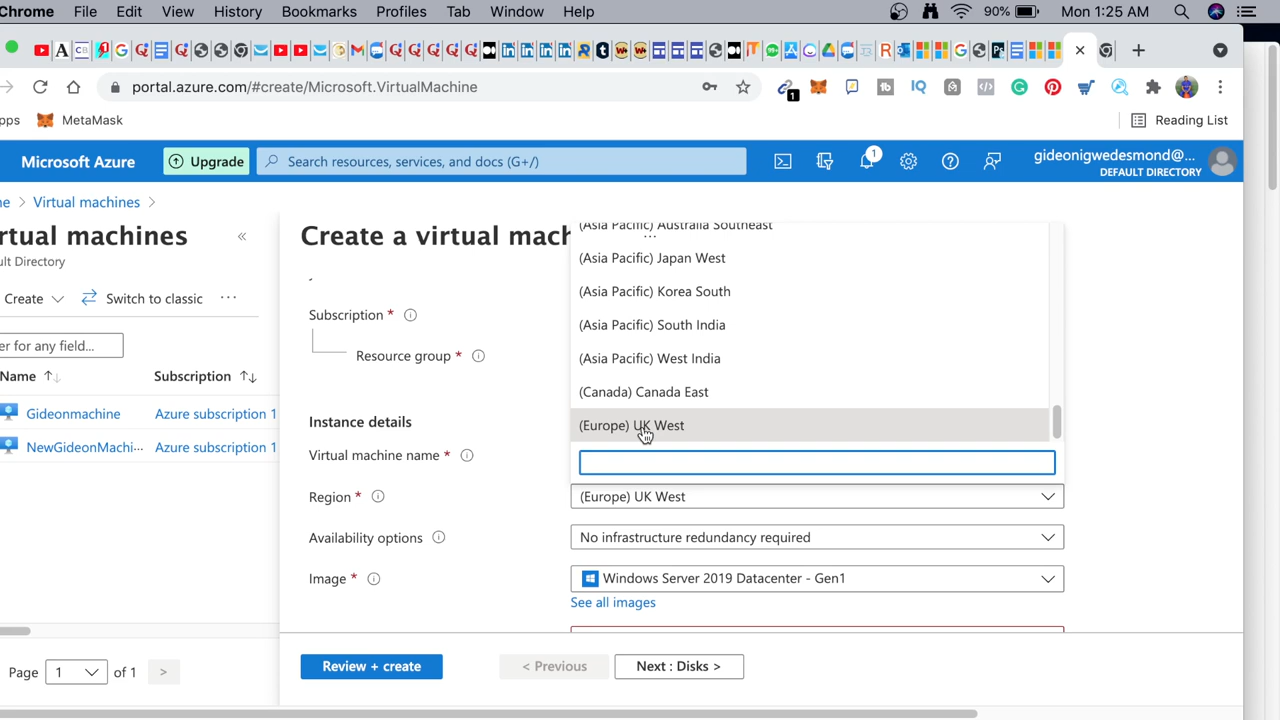 Chrome File Edit View History Bookmarks Profiles Tab Window Help 90% Mon 1:25 AM
portal.azure.com/#create/Microsoft.VirtualMachine
1
MetaMask Reading List
Microsoft Azure Upgrade Search resources, services, and docs (G+/) 1 gideonigwedesmond@...
DEFAULT DIRECTORY
Virtual machines
rtual machines «
ult Directory
Create Switch to classic ...
er for any field...
Name Subscription
Gideonmachine Azure subscription 1
NewGideonMachi... Azure subscription 1
Page 1 of 1 >
Create a virtual mach
Subscription *
Resource group *
Instance details
Virtual machine name *
(Asia Pacific) Australia Southeast
(Asia Pacific) Japan West
(Asia Pacific) Korea South
(Asia Pacific) South India
(Asia Pacific) West India
(Canada) Canada East
(Europe) UK West
Region * (Europe) UK West
Availability options No infrastructure redundancy required
Image * Windows Server 2019 Datacenter - Gen1
See all images
Review + create < Previous Next : Disks >